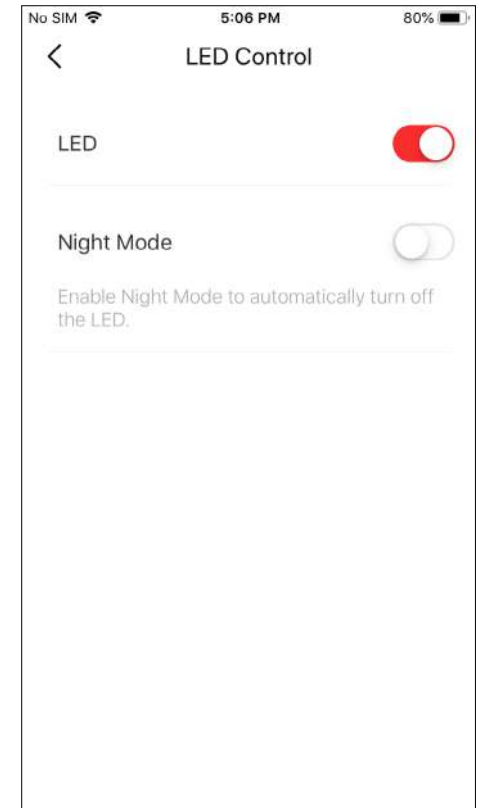 No SIM 5:06 PM 80%
LED Control
LED
Night Mode
Enable Night Mode to automatically turn off
the LED.